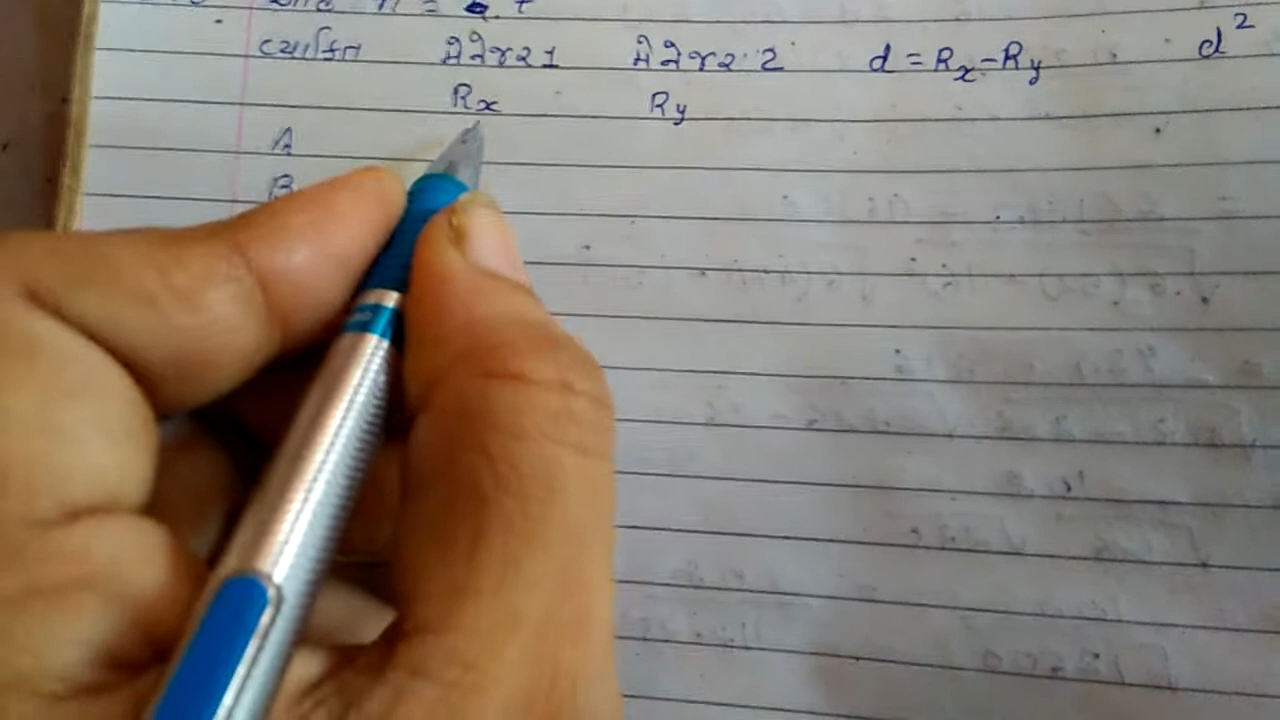 n =
વ્યક્તિ મેનેજર 1 મેનેજર 2 d = Rx - Ry d²
Rx Ry
A
B